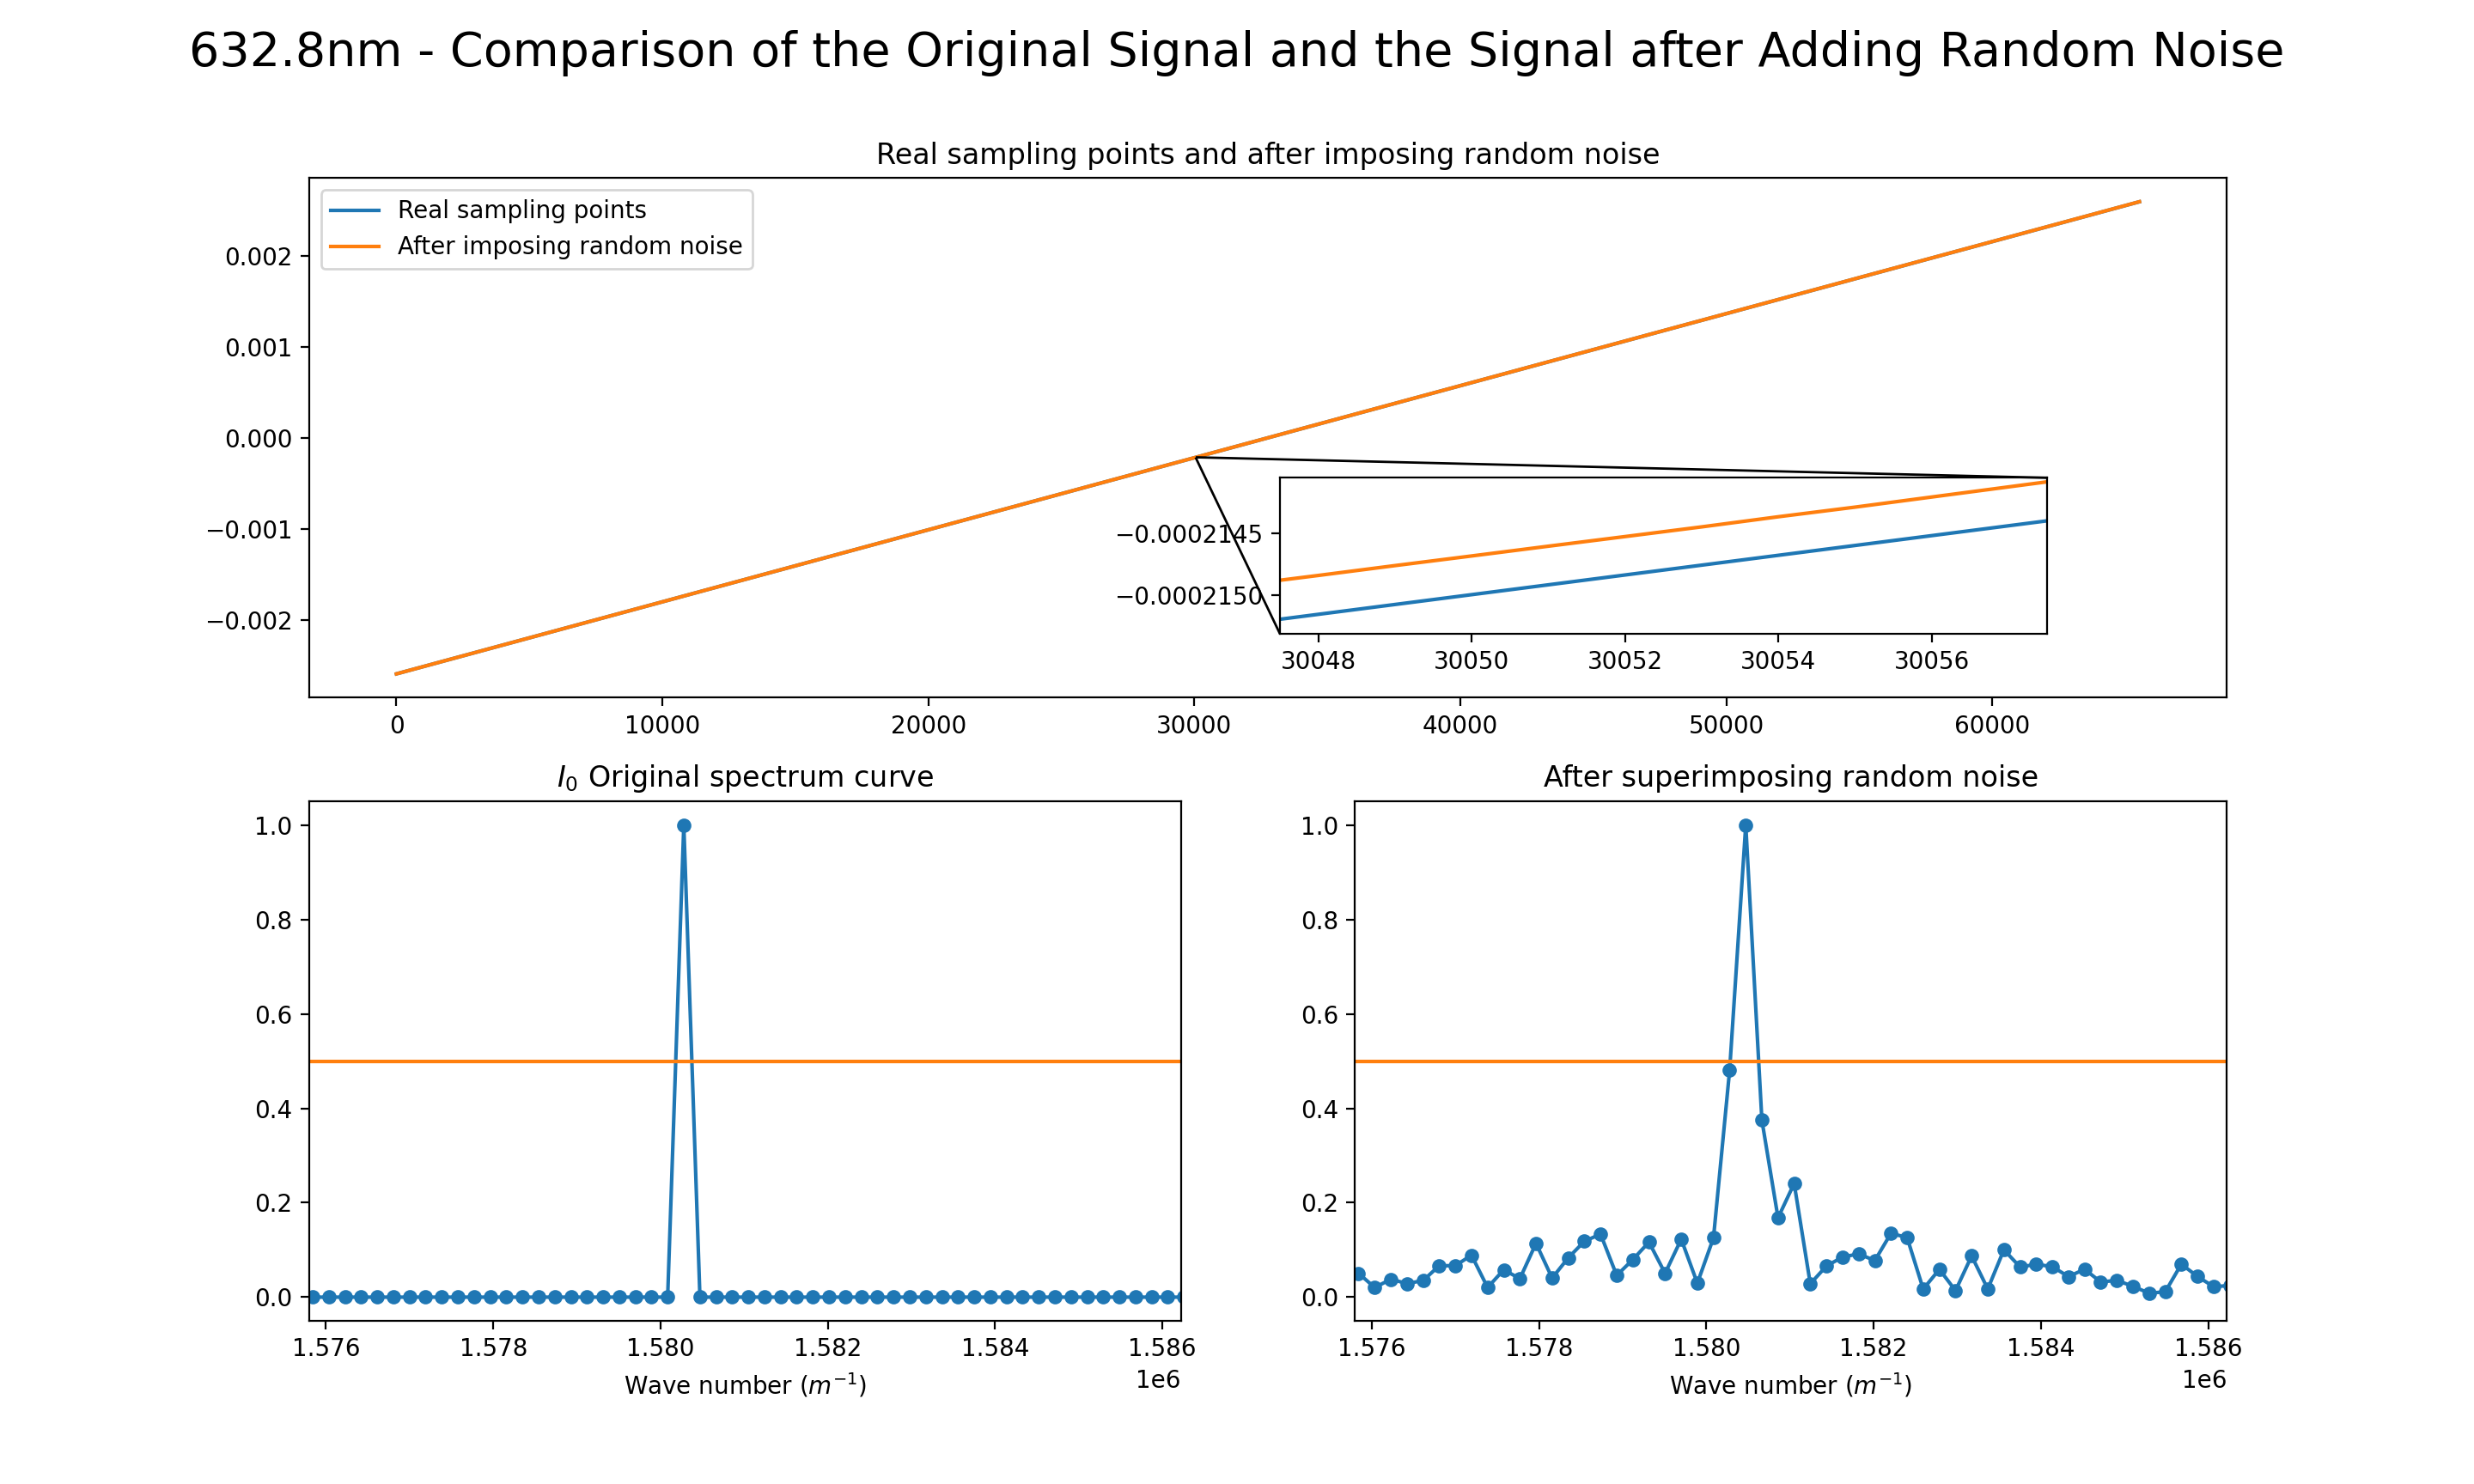 632.8nm - Comparison of the Original Signal and the Signal after Adding Random Noise
Real sampling points and after imposing random noise
Real sampling points
After imposing random noise
0.002
0.001
0.000
−0.001
−0.002
−0.0002145
−0.0002150
30048 30050 30052 30054 30056
0 10000 20000 30000 40000 50000 60000
I₀ Original spectrum curve
1.0
0.8
0.6
0.4
0.2
0.0
1.576 1.578 1.580 1.582 1.584 1.586
1e6
Wave number (m⁻¹)
After superimposing random noise
1.0
0.8
0.6
0.4
0.2
0.0
1.576 1.578 1.580 1.582 1.584 1.586
1e6
Wave number (m⁻¹)